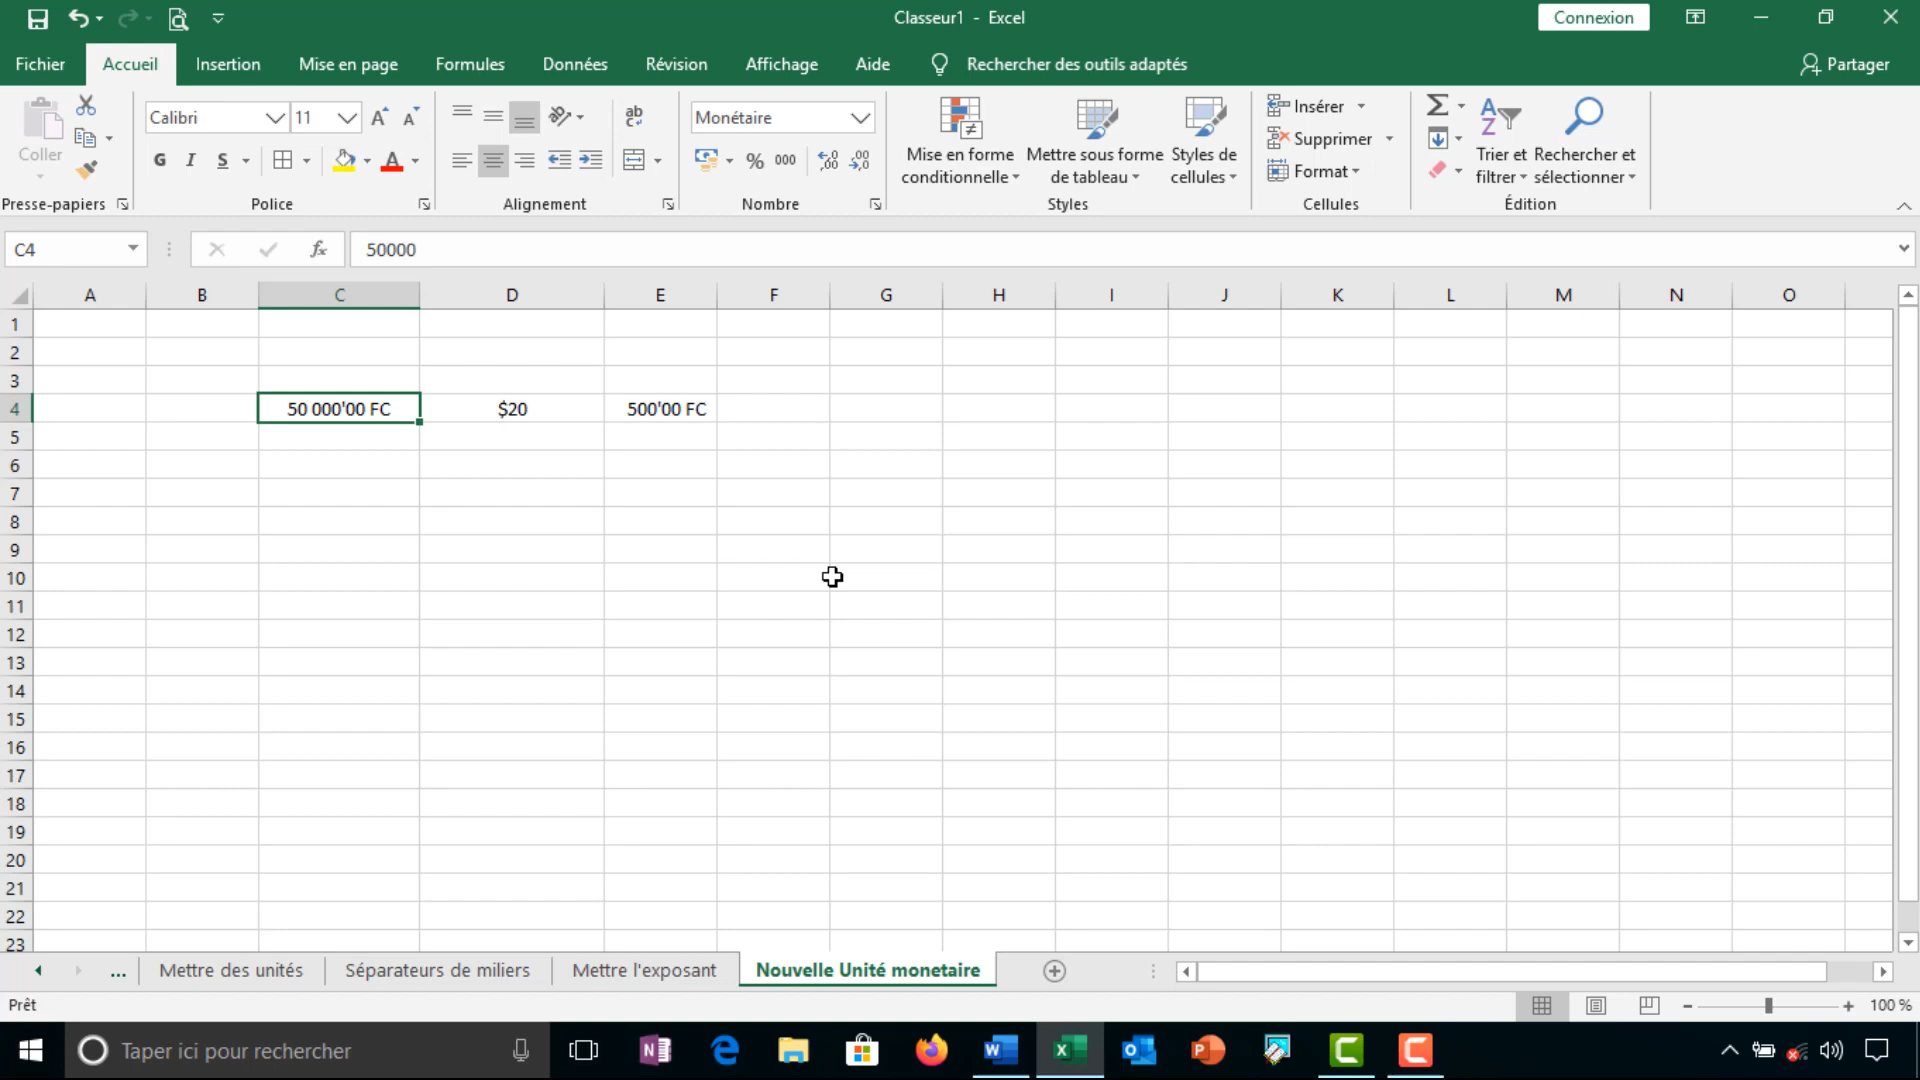 Classeur1 - Excel
Connexion
Fichier
Accueil
Insertion
Mise en page
Formules
Données
Révision
Affichage
Aide
Rechercher des outils adaptés
Partager
Coller
Presse-papiers
Calibri
11
G I S
A
Police
ab
Alignement
Monétaire
% 000
Nombre
Mise en forme
conditionnelle
Mettre sous forme
de tableau
Styles de
cellules
Styles
Insérer
Supprimer
Format
Cellules
Σ
Trier et
filtrer
Rechercher et
sélectionner
Édition
C4
fx
50000
A B C D E F G H I J K L M N O
1
2
3
4 50 000'00 FC $20 500'00 FC
5
6
7
8
9
10
11
12
13
14
15
16
17
18
19
20
21
22
23
... Mettre des unités Séparateurs de miliers Mettre l'exposant Nouvelle Unité monetaire
Prêt
100 %
Taper ici pour rechercher